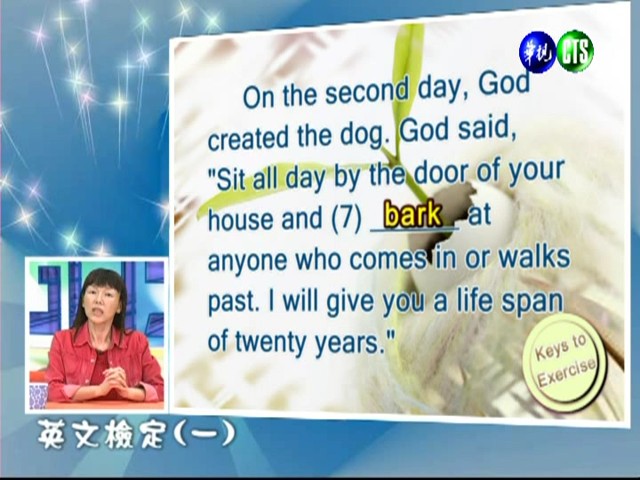 華視 CTS
On the second day, God
created the dog. God said,
"Sit all day by the door of your
house and (7) bark at
anyone who comes in or walks
past. I will give you a life span
of twenty years."
Keys to
Exercise
英文檢定(一)